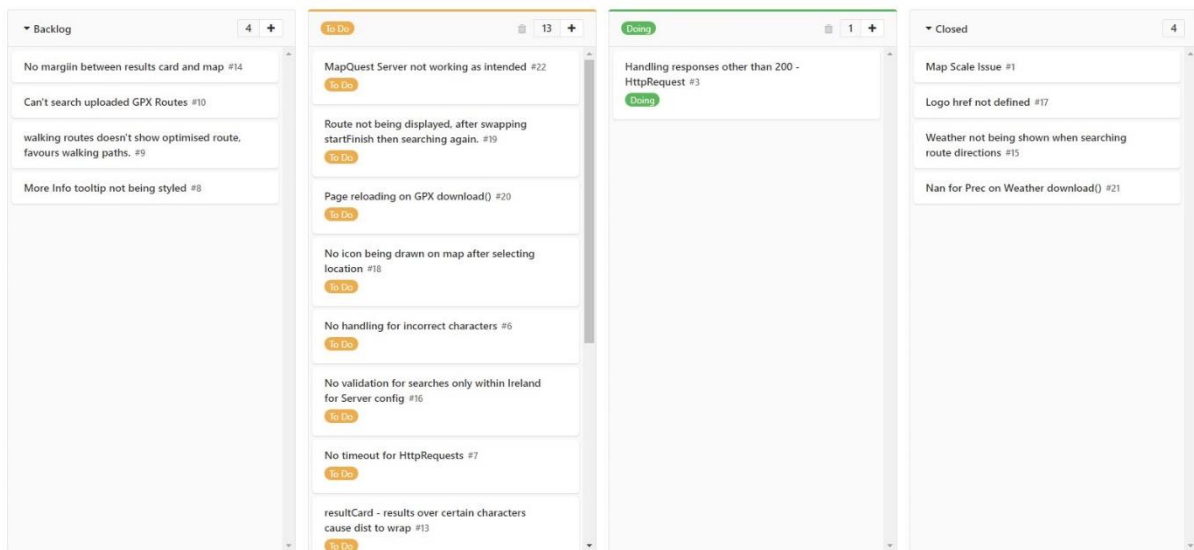 Backlog
4 +
No margiin between results card and map #14
Can't search uploaded GPX Routes #10
walking routes doesn't show optimised route,
favours walking paths. #9
More Info tooltip not being styled #8
To Do
13 +
MapQuest Server not working as intended #22
To Do
Route not being displayed, after swapping
startFinish then searching again. #19
To Do
Page reloading on GPX download() #20
To Do
No icon being drawn on map after selecting
location #18
To Do
No handling for incorrect characters #6
To Do
No validation for searches only within Ireland
for Server config #16
To Do
No timeout for HttpRequests #7
To Do
resultCard - results over certain characters
cause dist to wrap #13
To Do
Doing
1 +
Handling responses other than 200 -
HttpRequest #3
Doing
Closed
4
Map Scale Issue #1
Logo href not defined #17
Weather not being shown when searching
route directions #15
Nan for Prec on Weather download() #21